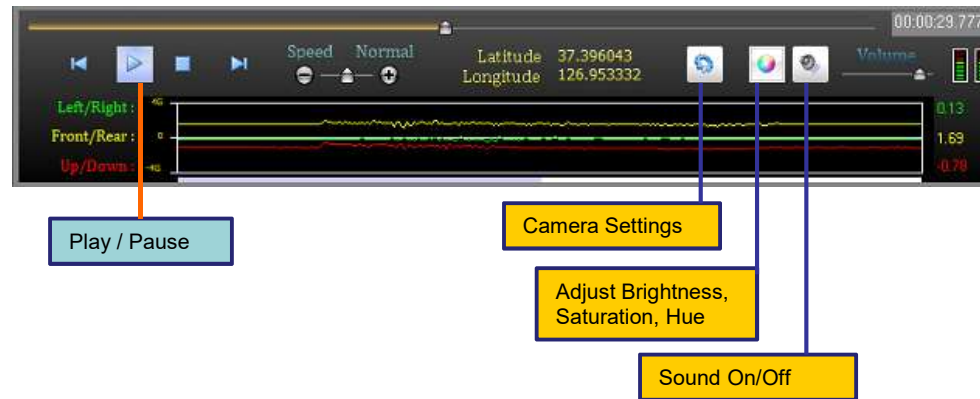 00:00:29.777
Speed Normal
Latitude 37.396043
Longitude 126.953332
Volume
Left/Right : 4G 0.13
Front/Rear : 0 1.69
Up/Down : -4G -0.78
Play / Pause
Camera Settings
Adjust Brightness,
Saturation, Hue
Sound On/Off